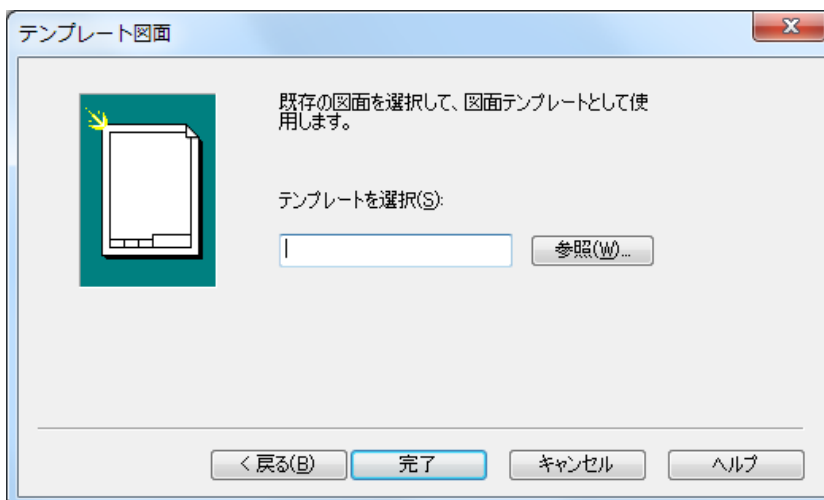 テンプレート図面
既存の図面を選択して、図面テンプレートとして使
用します。
テンプレートを選択(S):
参照(W)...
< 戻る(B)
完了
キャンセル
ヘルプ